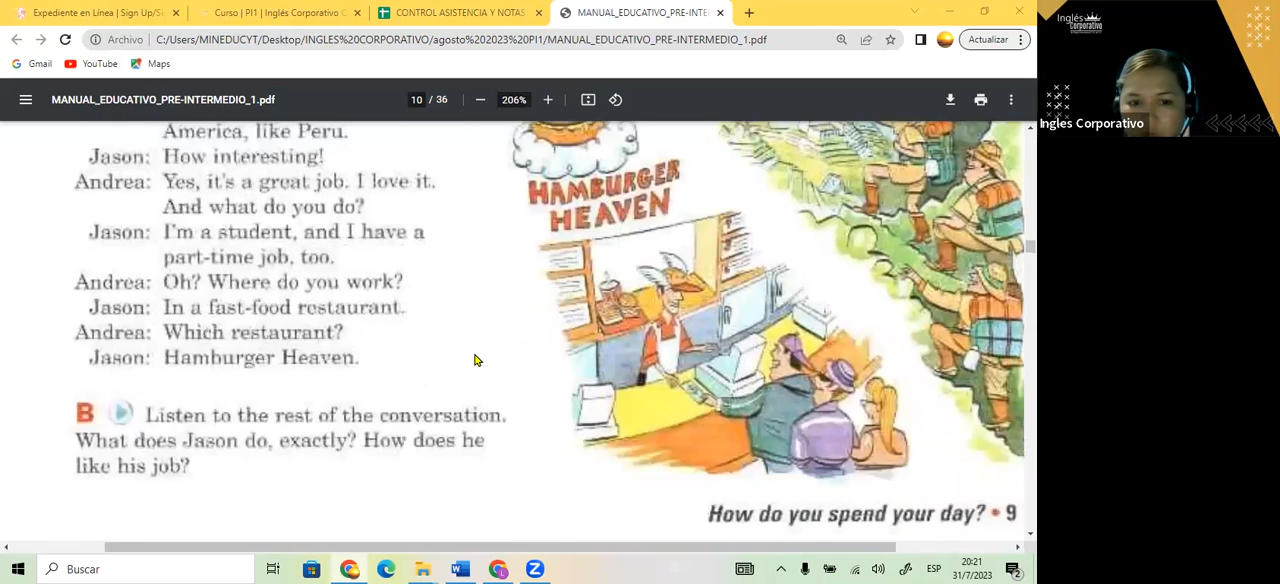 Expediente en Línea | Sign Up/Si
Curso | PI1 | Inglés Corporativo C
CONTROL ASISTENCIA Y NOTAS
MANUAL_EDUCATIVO_PRE-INTERME
Archivo C:/Users/MINEDUCYT/Desktop/INGLES%20CORPORATIVO/agosto%202023%20PI1/MANUAL_EDUCATIVO_PRE-INTERMEDIO_1.pdf
Actualizar
Gmail YouTube Maps
MANUAL_EDUCATIVO_PRE-INTERMEDIO_1.pdf
10 / 36
206%
America, like Peru.
Jason: How interesting!
Andrea: Yes, it's a great job. I love it.
And what do you do?
Jason: I'm a student, and I have a
part-time job, too.
Andrea: Oh? Where do you work?
Jason: In a fast-food restaurant.
Andrea: Which restaurant?
Jason: Hamburger Heaven.
B Listen to the rest of the conversation.
What does Jason do, exactly? How does he
like his job?
HAMBURGER
HEAVEN
How do you spend your day? • 9
Inglés
Corporativo
Ingles Corporativo
Buscar
ESP
20:21
31/7/2023
2